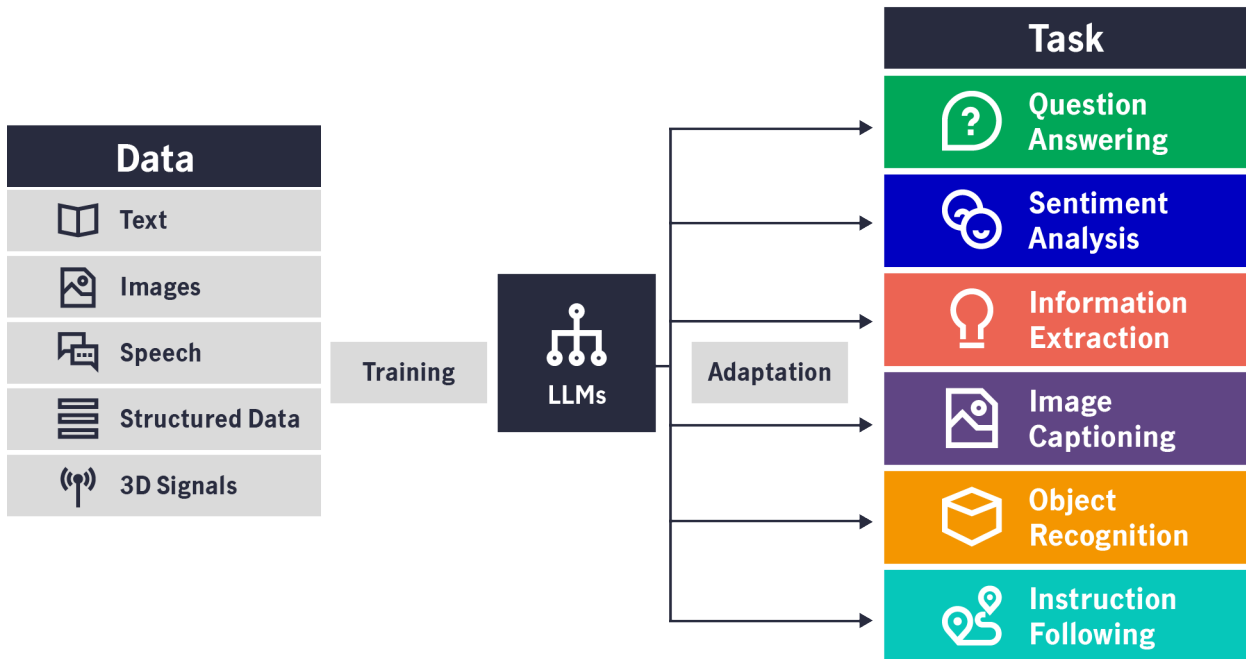 Data
Text
Images
Speech
Structured Data
3D Signals
Training
LLMs
Adaptation
Task
Question
Answering
Sentiment
Analysis
Information
Extraction
Image
Captioning
Object
Recognition
Instruction
Following